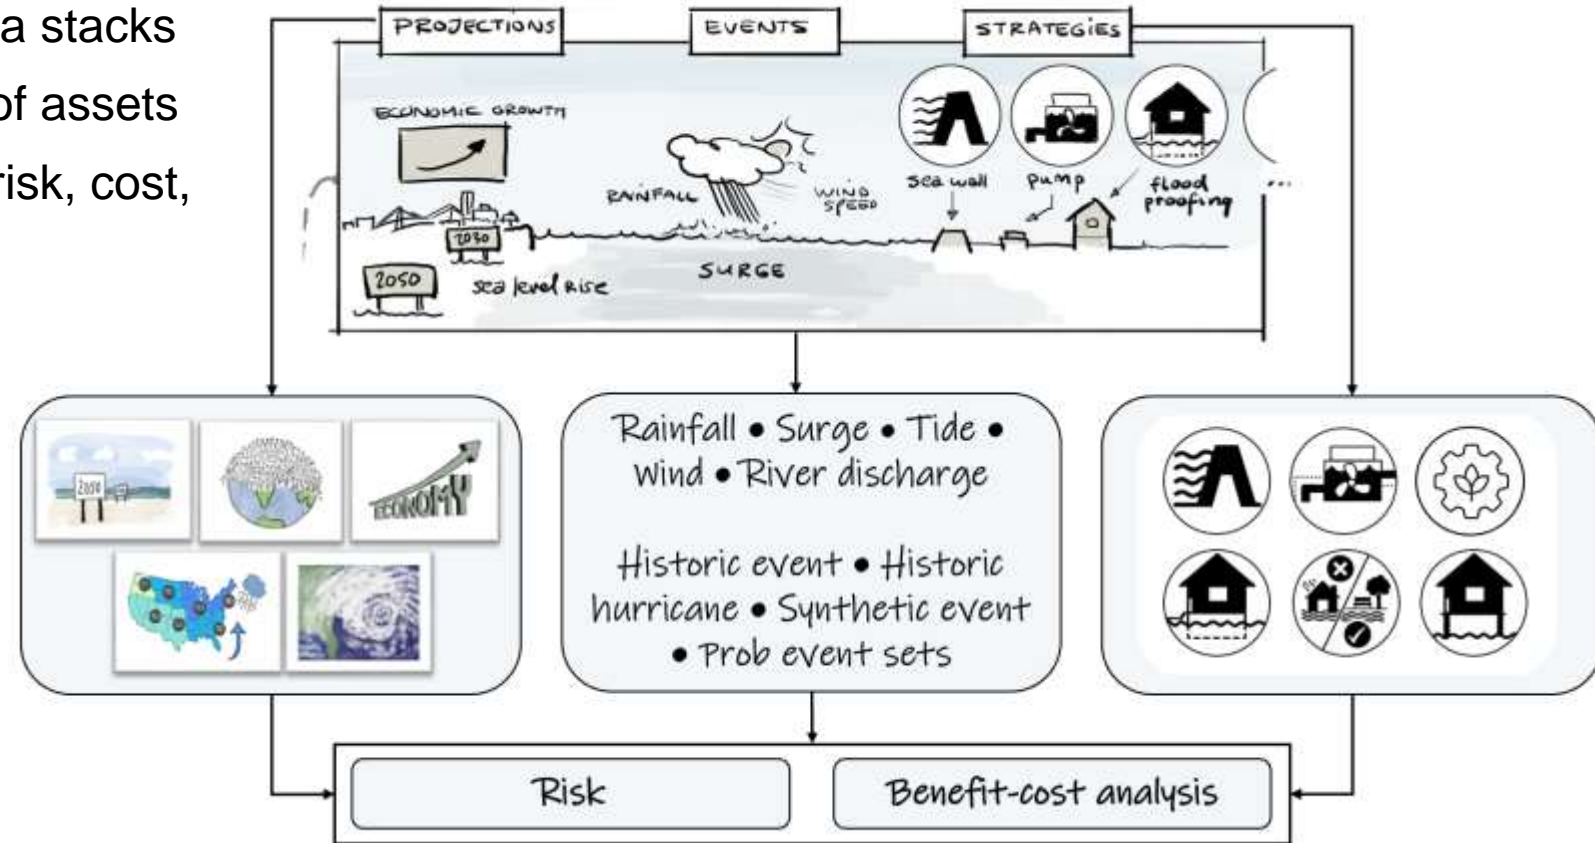 a stacks
of assets
risk, cost,
PROJECTIONS
EVENTS
STRATEGIES
ECONOMIC GROWTH
RAINFALL
WIND
SPEED
sea wall
pump
flood
proofing
...
2030
2050
sea level RISE
SURGE
2050
ECONOMY
Rainfall • Surge • Tide •
Wind • River discharge
Historic event • Historic
hurricane • Synthetic event
• Prob event sets
Risk
Benefit-cost analysis